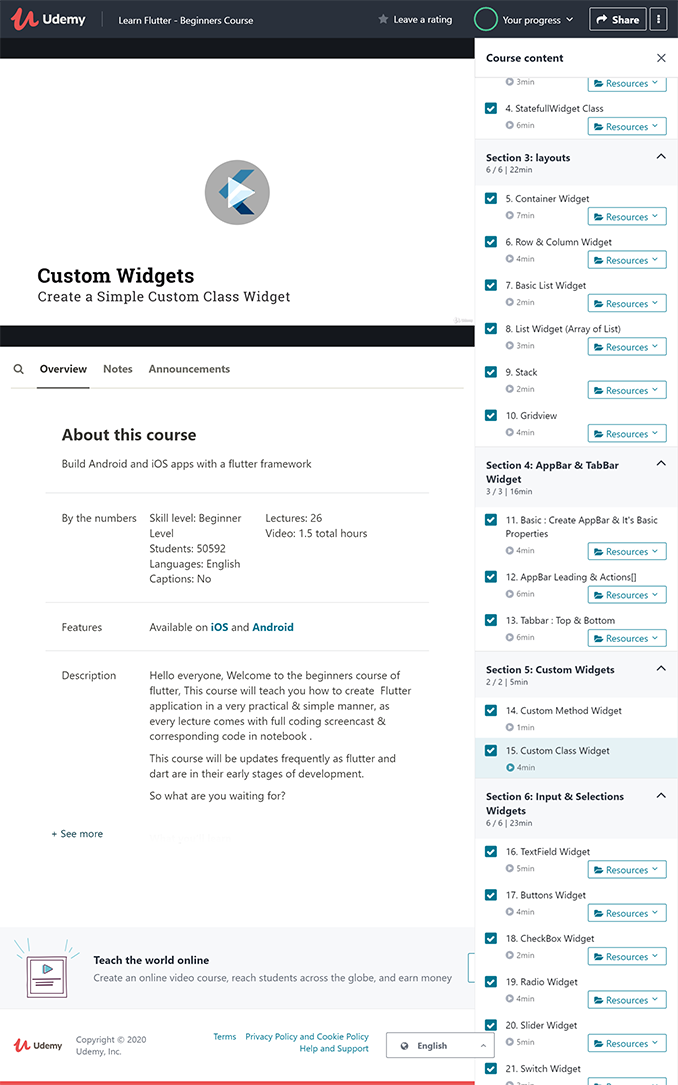 Udemy
Learn Flutter - Beginners Course
Leave a rating
Your progress
Share
Custom Widgets
Create a Simple Custom Class Widget
Overview
Notes
Announcements
About this course
Build Android and iOS apps with a flutter framework
By the numbers
Skill level: Beginner
Level
Students: 50592
Languages: English
Captions: No
Lectures: 26
Video: 1.5 total hours
Features
Available on iOS and Android
Description
Hello everyone, Welcome to the beginners course of
flutter, This course will teach you how to create Flutter
application in a very practical & simple manner, as
every lecture comes with full coding screencast &
corresponding code in notebook .
This course will be updates frequently as flutter and
dart are in their early stages of development.
So what are you waiting for?
+ See more
Teach the world online
Create an online video course, reach students across the globe, and earn money
Udemy
Copyright © 2020
Udemy, Inc.
Terms
Privacy Policy and Cookie Policy
Help and Support
English
Course content
3min
Resources
4. StatefullWidget Class
6min
Resources
Section 3: layouts
6 / 6 | 22min
5. Container Widget
7min
Resources
6. Row & Column Widget
4min
Resources
7. Basic List Widget
2min
Resources
8. List Widget (Array of List)
3min
Resources
9. Stack
2min
Resources
10. Gridview
4min
Resources
Section 4: AppBar & TabBar
Widget
3 / 3 | 16min
11. Basic : Create AppBar & It's Basic
Properties
4min
Resources
12. AppBar Leading & Actions[]
6min
Resources
13. Tabbar : Top & Bottom
6min
Resources
Section 5: Custom Widgets
2 / 2 | 5min
14. Custom Method Widget
1min
15. Custom Class Widget
4min
Section 6: Input & Selections
Widgets
6 / 6 | 23min
16. TextField Widget
5min
Resources
17. Buttons Widget
4min
Resources
18. CheckBox Widget
2min
Resources
19. Radio Widget
4min
Resources
20. Slider Widget
5min
Resources
21. Switch Widget
Resources